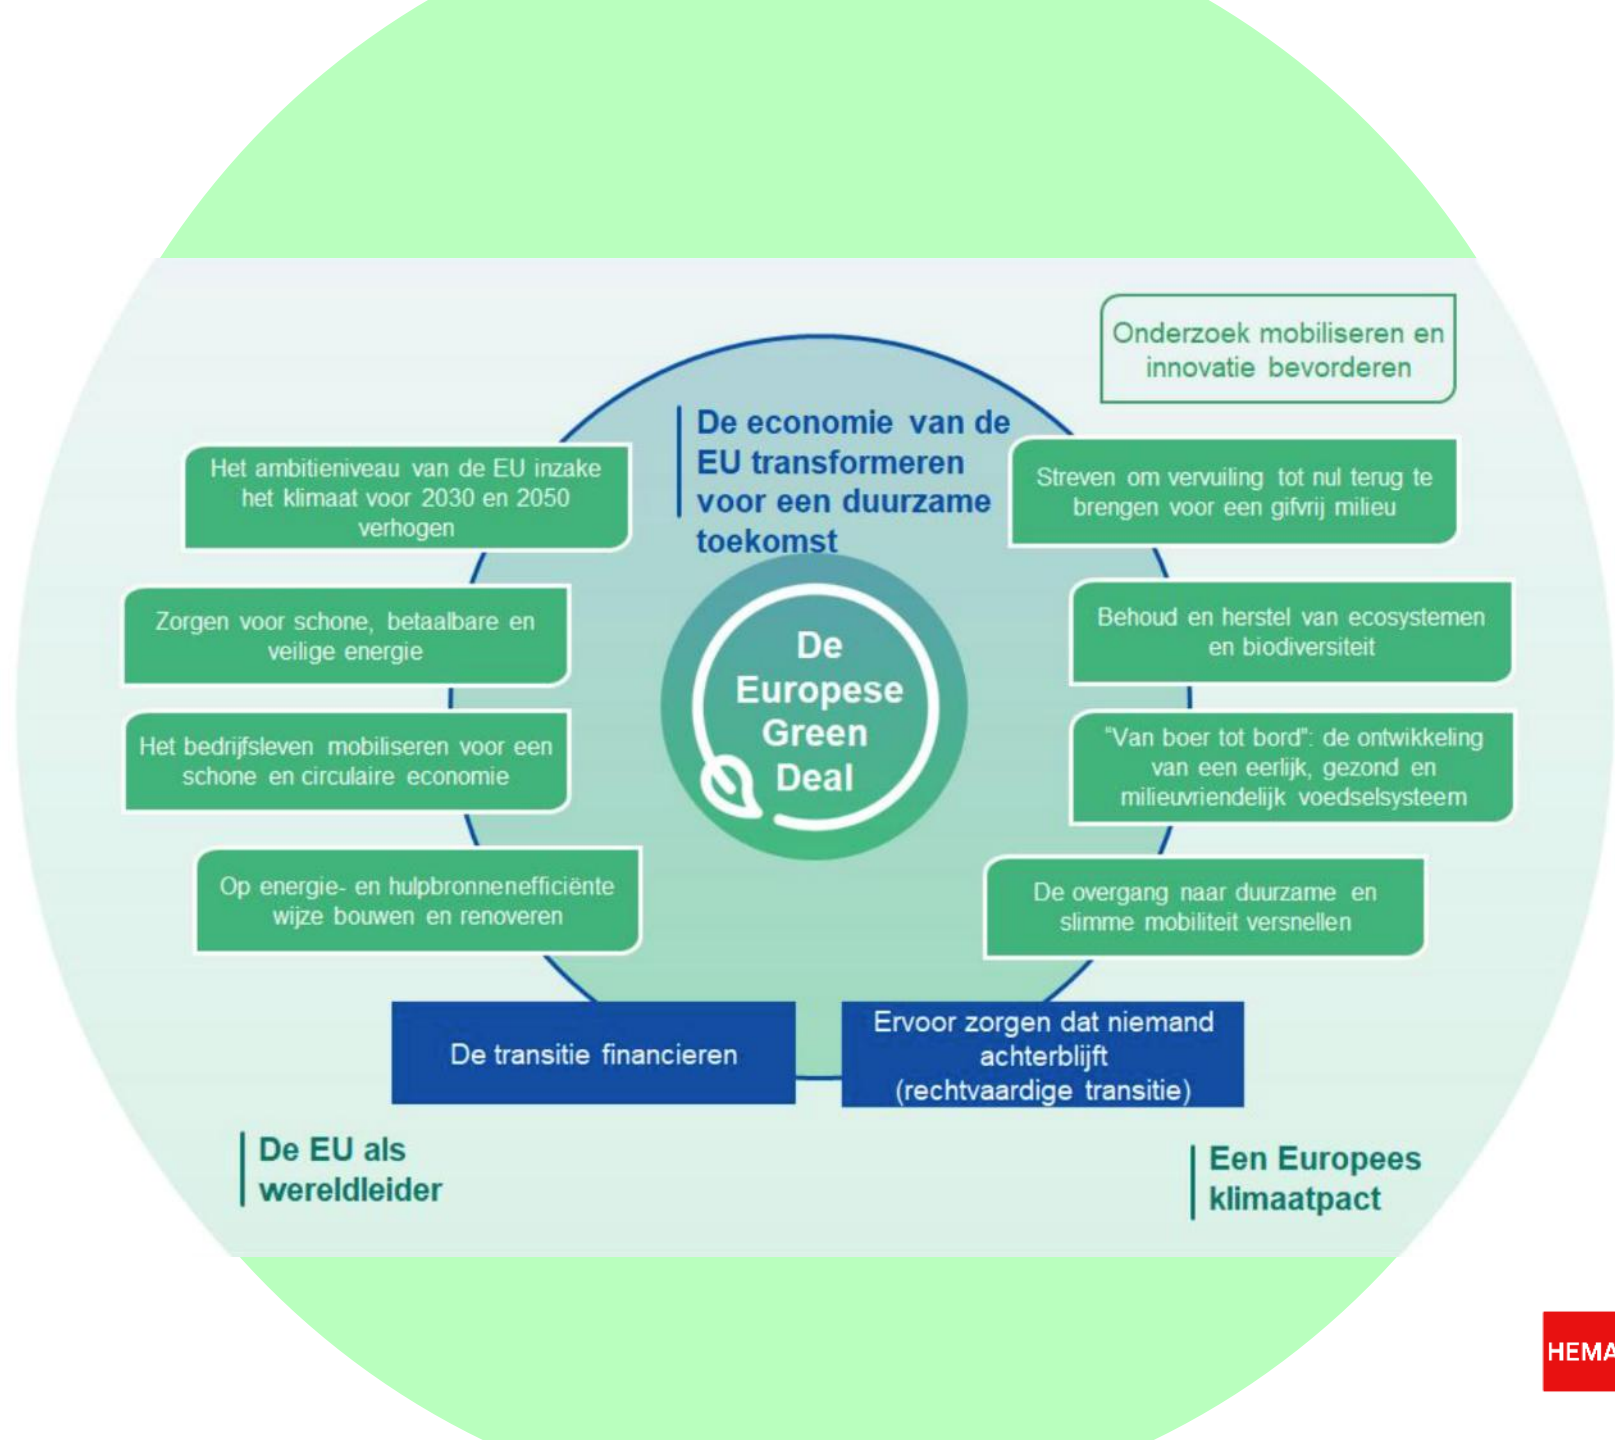 Onderzoek mobiliseren en
innovatie bevorderen
De economie van de
EU transformeren
voor een duurzame
toekomst
Het ambitieniveau van de EU inzake
het klimaat voor 2030 en 2050
verhogen
Streven om vervuiling tot nul terug te
brengen voor een gifvrij milieu
Zorgen voor schone, betaalbare en
veilige energie
De
Europese
Green
Deal
Behoud en herstel van ecosystemen
en biodiversiteit
Het bedrijfsleven mobiliseren voor een
schone en circulaire economie
"Van boer tot bord": de ontwikkeling
van een eerlijk, gezond en
milieuvriendelijk voedselsysteem
Op energie- en hulpbronnenefficiënte
wijze bouwen en renoveren
De overgang naar duurzame en
slimme mobiliteit versnellen
De transitie financieren
Ervoor zorgen dat niemand
achterblijft
(rechtvaardige transitie)
De EU als
wereldleider
Een Europees
klimaatpact
HEMA